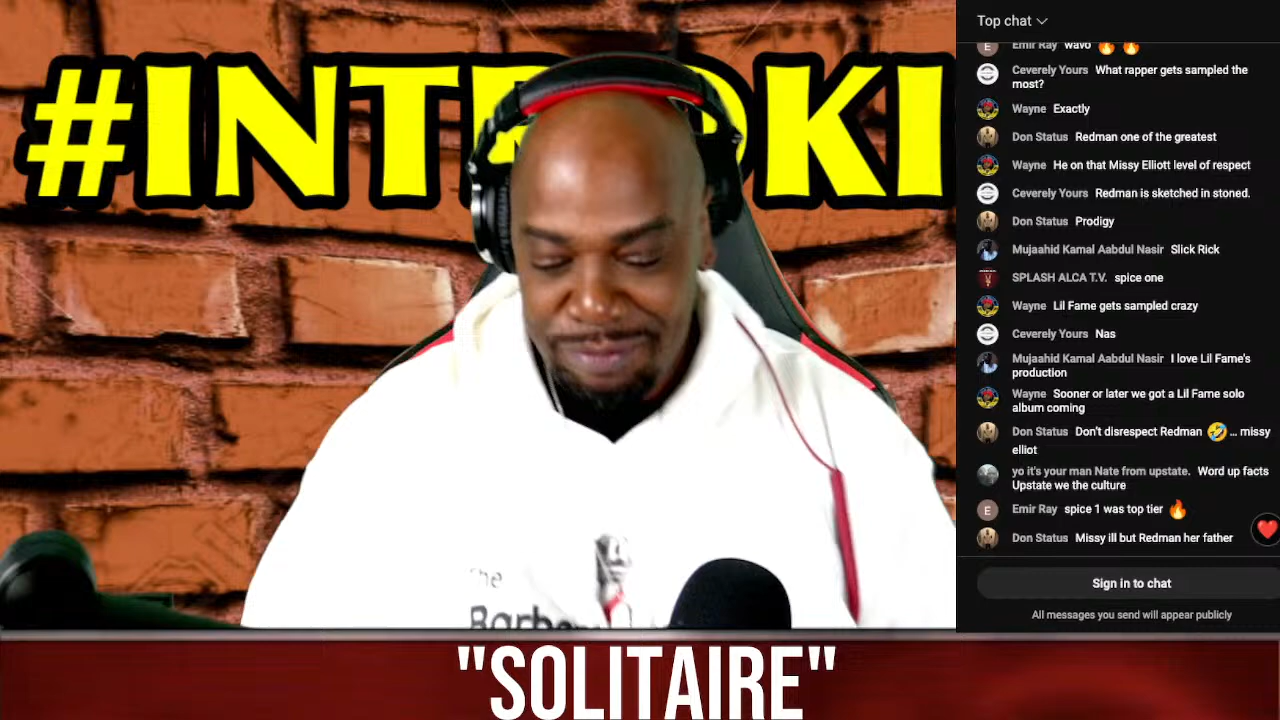 #INTROKI
The
Barbe
"SOLITAIRE"
Top chat
Emir Ray wavo 🔥 🔥
Ceverely Yours What rapper gets sampled the
most?
Wayne Exactly
Don Status Redman one of the greatest
Wayne He on that Missy Elliott level of respect
Ceverely Yours Redman is sketched in stoned.
Don Status Prodigy
Mujaahid Kamal Aabdul Nasir Slick Rick
SPLASH ALCA T.V. spice one
Wayne Lil Fame gets sampled crazy
Ceverely Yours Nas
Mujaahid Kamal Aabdul Nasir I love Lil Fame's
production
Wayne Sooner or later we got a Lil Fame solo
album coming
Don Status Don't disrespect Redman 🤣 ... missy
elliot
yo it's your man Nate from upstate. Word up facts
Upstate we the culture
Emir Ray spice 1 was top tier 🔥
Don Status Missy ill but Redman her father
Sign in to chat
All messages you send will appear publicly